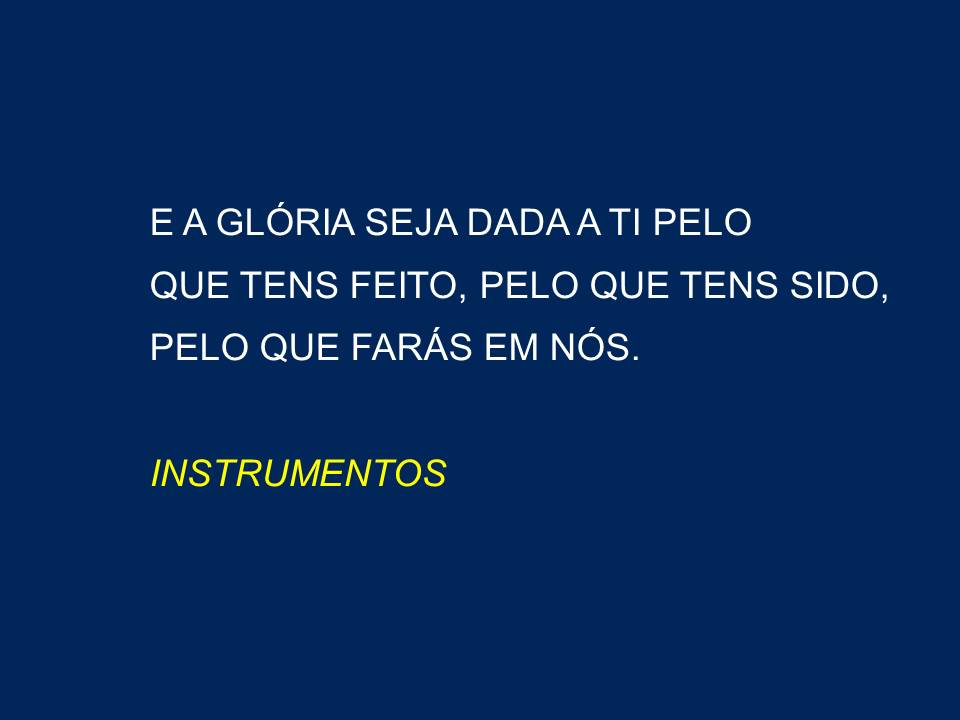 E A GLÓRIA SEJA DADA A TI PELO
QUE TENS FEITO, PELO QUE TENS SIDO,
PELO QUE FARÁS EM NÓS.
INSTRUMENTOS